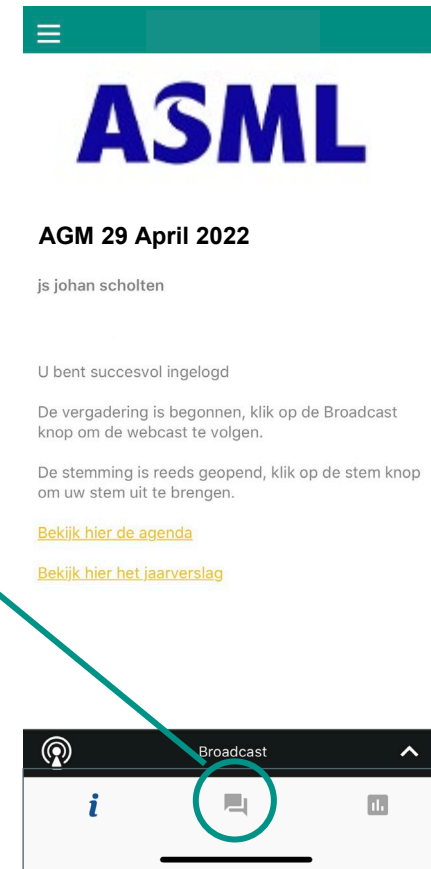 ASML
AGM 29 April 2022
js johan scholten
U bent succesvol ingelogd
De vergadering is begonnen, klik op de Broadcast
knop om de webcast te volgen.
De stemming is reeds geopend, klik op de stem knop
om uw stem uit te brengen.
Bekijk hier de agenda
Bekijk hier het jaarverslag
Broadcast
i